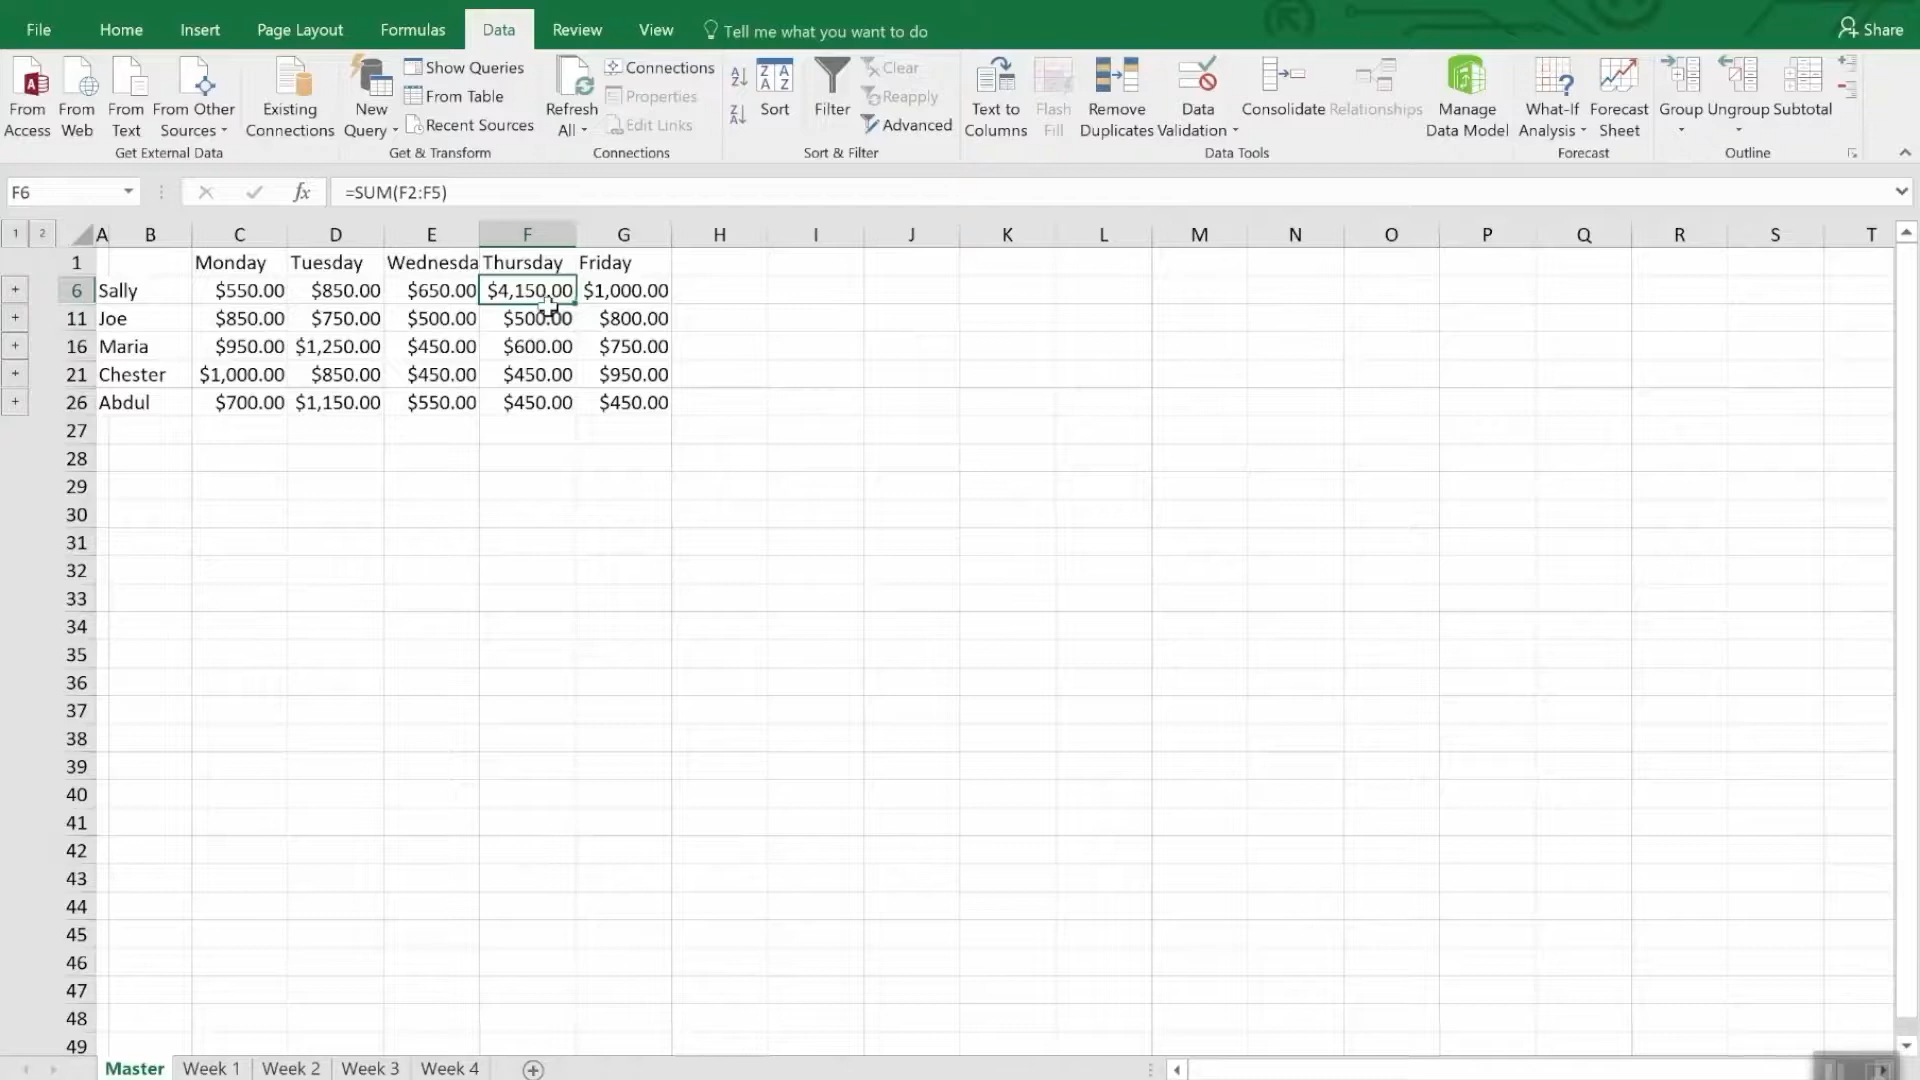 File Home Insert Page Layout Formulas Data Review View Tell me what you want to do Share
From Access From Web From Text From Other Sources Existing Connections New Query Show Queries From Table Recent Sources Refresh All Connections Properties Edit Links Sort Filter Clear Reapply Advanced Text to Columns Flash Fill Remove Duplicates Data Validation Consolidate Relationships Manage Data Model What-If Analysis Forecast Sheet Group Ungroup Subtotal
Get External Data Get & Transform Connections Sort & Filter Data Tools Forecast Outline
F6 fx =SUM(F2:F5)
1 2 A B C D E F G H I J K L M N O P Q R S T
1 Monday Tuesday Wednesda Thursday Friday
6 Sally $550.00 $850.00 $650.00 $4,150.00 $1,000.00
11 Joe $850.00 $750.00 $500.00 $500.00 $800.00
16 Maria $950.00 $1,250.00 $450.00 $600.00 $750.00
21 Chester $1,000.00 $850.00 $450.00 $450.00 $950.00
26 Abdul $700.00 $1,150.00 $550.00 $450.00 $450.00
27
28
29
30
31
32
33
34
35
36
37
38
39
40
41
42
43
44
45
46
47
48
49
Master Week 1 Week 2 Week 3 Week 4